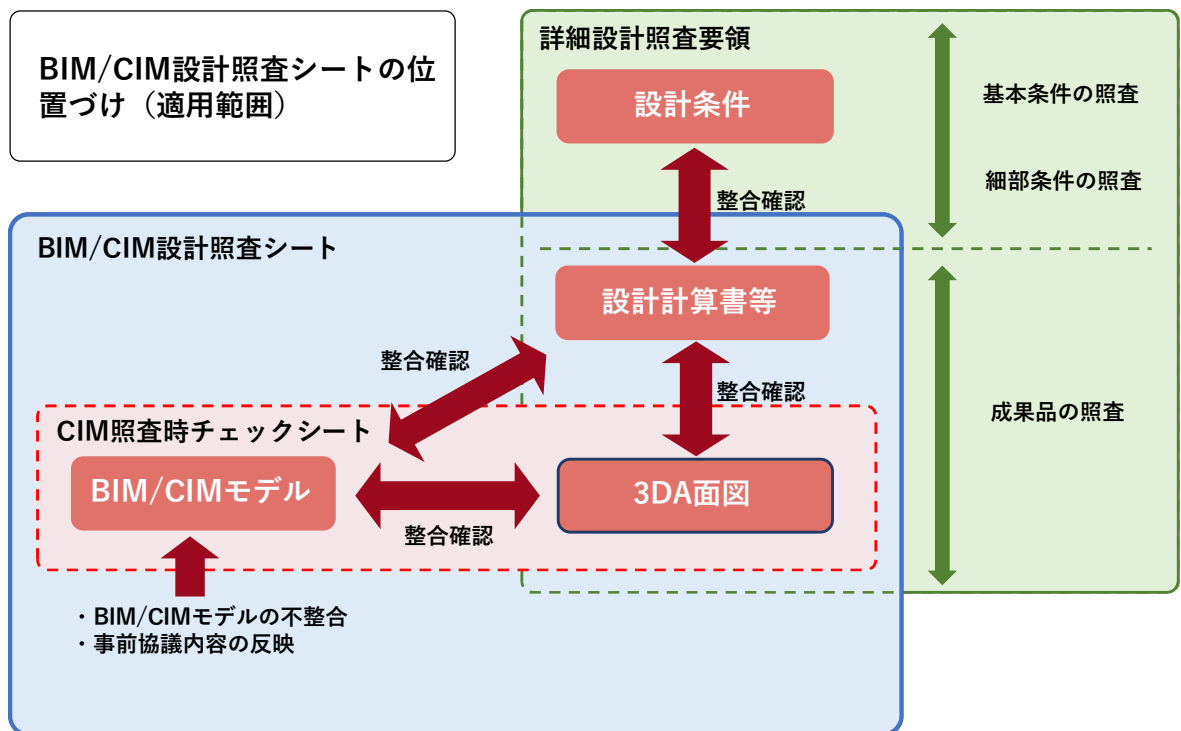 BIM/CIM設計照査シートの位
置づけ（適用範囲）
詳細設計照査要領
設計条件
基本条件の照査
細部条件の照査
整合確認
BIM/CIM設計照査シート
設計計算書等
整合確認
整合確認
成果品の照査
CIM照査時チェックシート
BIM/CIMモデル
3DA面図
整合確認
・BIM/CIMモデルの不整合
・事前協議内容の反映